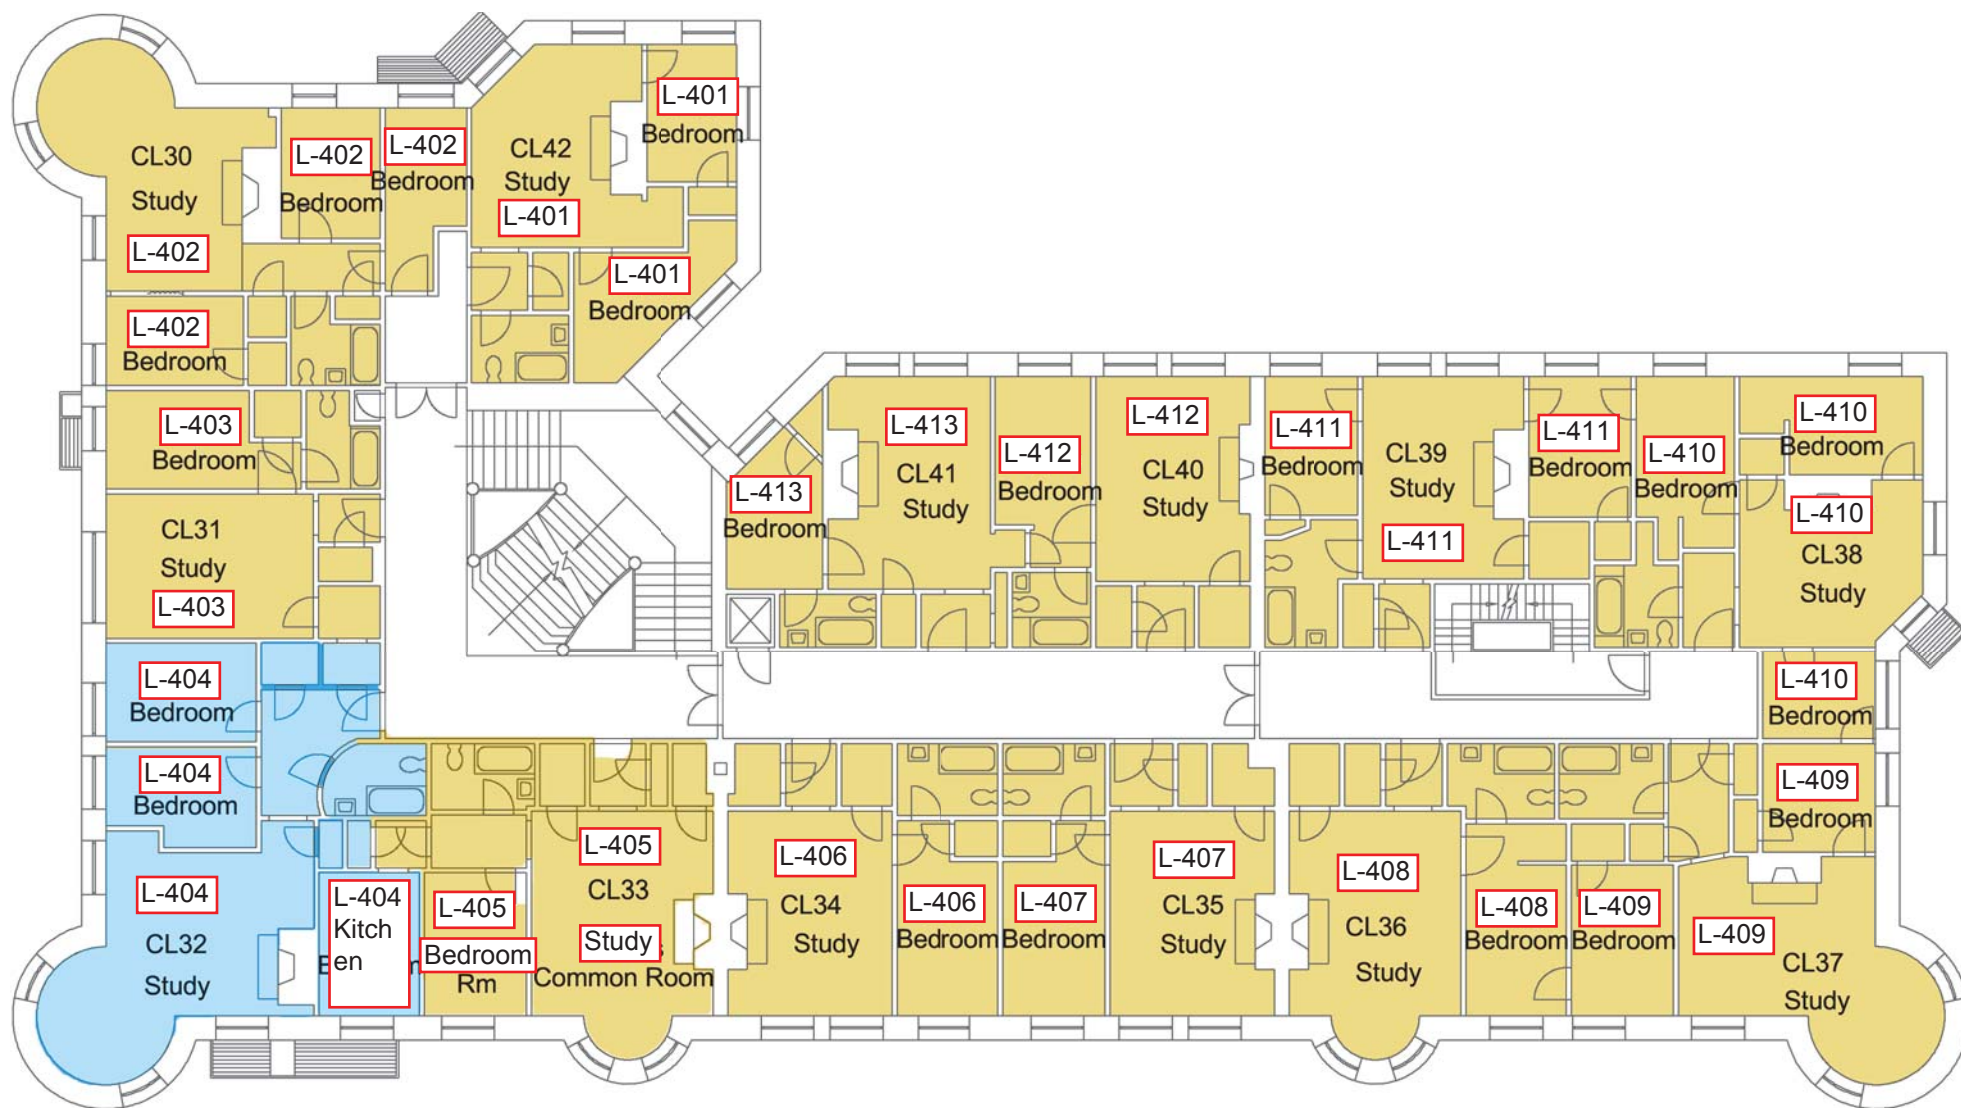 L-401
Bedroom
CL42
Study
L-401
L-401
Bedroom
CL30
Study
L-402
L-402
Bedroom
L-402
Bedroom
L-402
Bedroom
L-403
Bedroom
CL31
Study
L-403
L-404
Bedroom
L-404
Bedroom
L-404
CL32
Study
L-404
Kitch
en
L-405
Bedroom
Rm
L-405
CL33
Study
Common Room
L-406
CL34
Study
L-406
Bedroom
L-407
Bedroom
L-407
CL35
Study
L-408
CL36
Study
L-408
Bedroom
L-409
Bedroom
L-409
CL37
Study
L-409
Bedroom
L-410
Bedroom
L-410
CL38
Study
L-410
Bedroom
L-410
Bedroom
L-411
Bedroom
CL39
Study
L-411
L-411
Bedroom
L-412
CL40
Study
L-412
Bedroom
L-413
CL41
Study
L-413
Bedroom